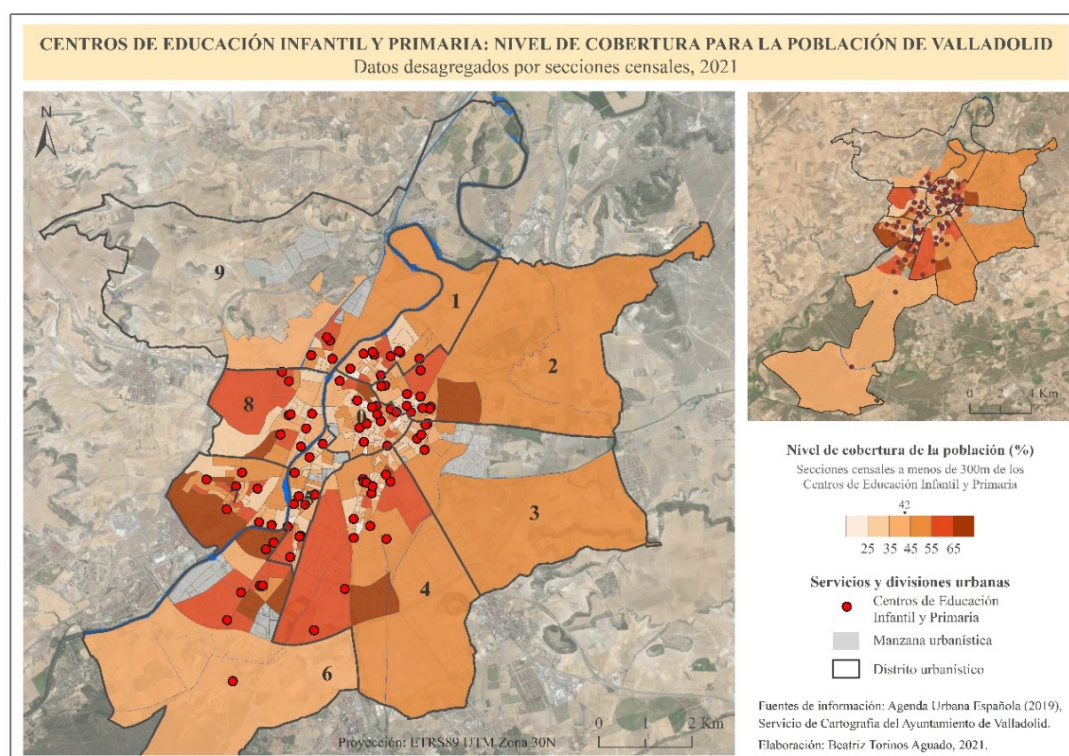 CENTROS DE EDUCACIÓN INFANTIL Y PRIMARIA: NIVEL DE COBERTURA PARA LA POBLACIÓN DE VALLADOLID
Datos desagregados por secciones censales, 2021
N
9
1
2
8
0
7
5
3
4
6
0 1 2 Km
Proyección: ETRS89 UTM Zona 30N
0 2 4 Km
Nivel de cobertura de la población (%)
Secciones censales a menos de 300m de los
Centros de Educación Infantil y Primaria
42
25 35 45 55 65
Servicios y divisiones urbanas
Centros de Educación
Infantil y Primaria
Manzana urbanística
Distrito urbanístico
Fuentes de información: Agenda Urbana Española (2019),
Servicio de Cartografía del Ayuntamiento de Valladolid.
Elaboración: Beatriz Torinos Aguado, 2021.